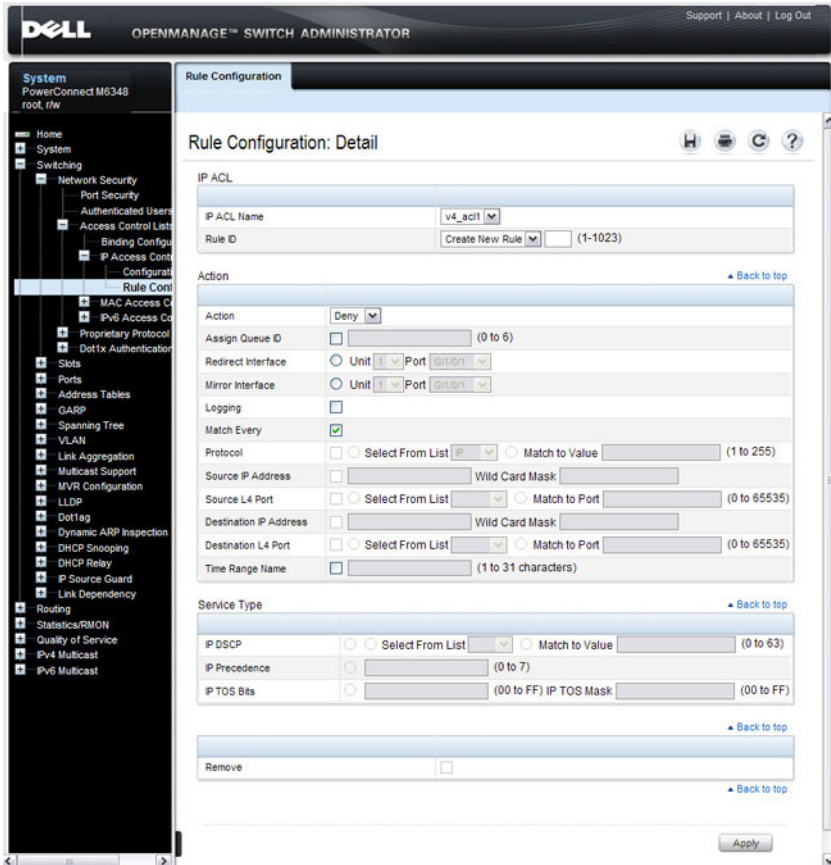 Support | About | Log Out
DELL
OPENMANAGE™ SWITCH ADMINISTRATOR
System
PowerConnect M6348
root, r/w
Home
System
Switching
Network Security
Port Security
Authenticated Users
Access Control Lists
Binding Configu
IP Access Cont
Configurati
Rule Conf
MAC Access C
IPv6 Access Co
Proprietary Protocol
Dot1x Authentication
Slots
Ports
Address Tables
GARP
Spanning Tree
VLAN
Link Aggregation
Multicast Support
MVR Configuration
LLDP
Dot1ag
Dynamic ARP Inspection
DHCP Snooping
DHCP Relay
IP Source Guard
Link Dependency
Routing
Statistics/RMON
Quality of Service
IPv4 Multicast
IPv6 Multicast
Rule Configuration
Rule Configuration: Detail
IP ACL
IP ACL Name v4_acl1
Rule ID Create New Rule (1-1023)
Action Back to top
Action Deny
Assign Queue ID (0 to 6)
Redirect Interface Unit 1 Port Gi1/0/1
Mirror Interface Unit 1 Port Gi1/0/1
Logging
Match Every
Protocol Select From List IP Match to Value (1 to 255)
Source IP Address Wild Card Mask
Source L4 Port Select From List Match to Port (0 to 65535)
Destination IP Address Wild Card Mask
Destination L4 Port Select From List Match to Port (0 to 65535)
Time Range Name (1 to 31 characters)
Service Type Back to top
IP DSCP Select From List Match to Value (0 to 63)
IP Precedence (0 to 7)
IP TOS Bits (00 to FF) IP TOS Mask (00 to FF)
Back to top
Remove
Back to top
Apply